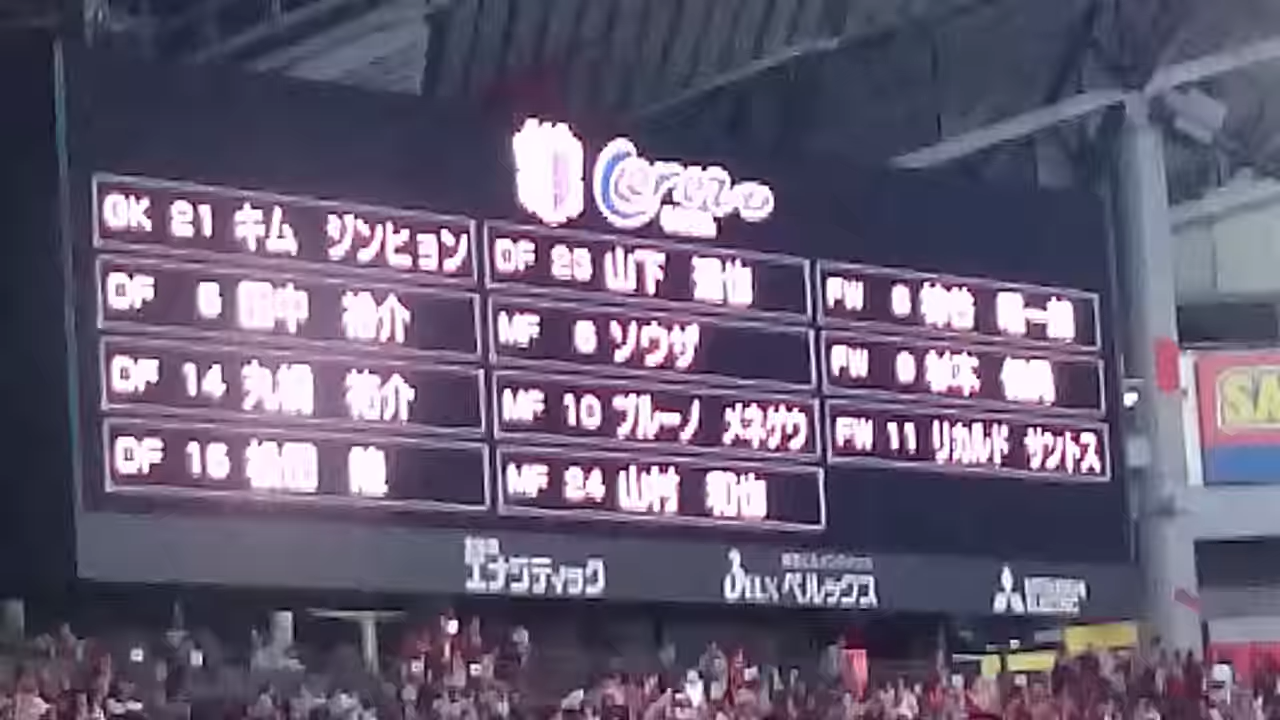 GK 21 キム ジンヒョン
DF 5 田中 裕介
DF 14 丸橋 祐介
DF 16 松田 陸
Cerezo
DF 23 山下 達也
MF 6 ソウザ
MF 10 ブルーノ メネゲウ
MF 24 山村 和也
FW 8 柿谷 曜一朗
FW 9 杉本 健勇
FW 11 リカルド サントス
エナジティック
ELX ベルックス